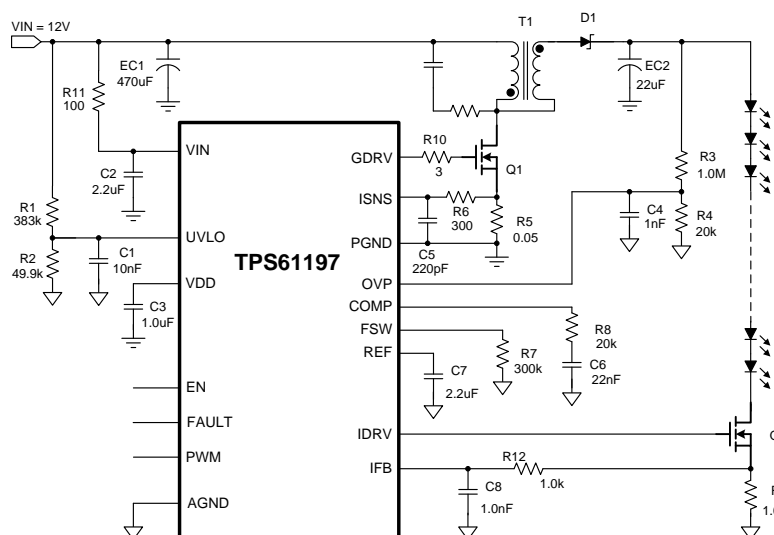 VIN = 12V
T1
D1
EC1
470uF
EC2
22uF
R11
100
VIN
C2
2.2uF
GDRV
R10
3
Q1
R3
1.0M
ISNS
R6
300
R5
0.05
C4
1nF
R4
20k
R1
383k
UVLO
C1
10nF
PGND
C5
220pF
R2
49.9k
TPS61197
VDD
OVP
C3
1.0uF
COMP
FSW
R8
20k
REF
R7
300k
C6
22nF
C7
2.2uF
EN
FAULT
IDRV
PWM
IFB
R12
1.0k
C8
1.0nF
AGND